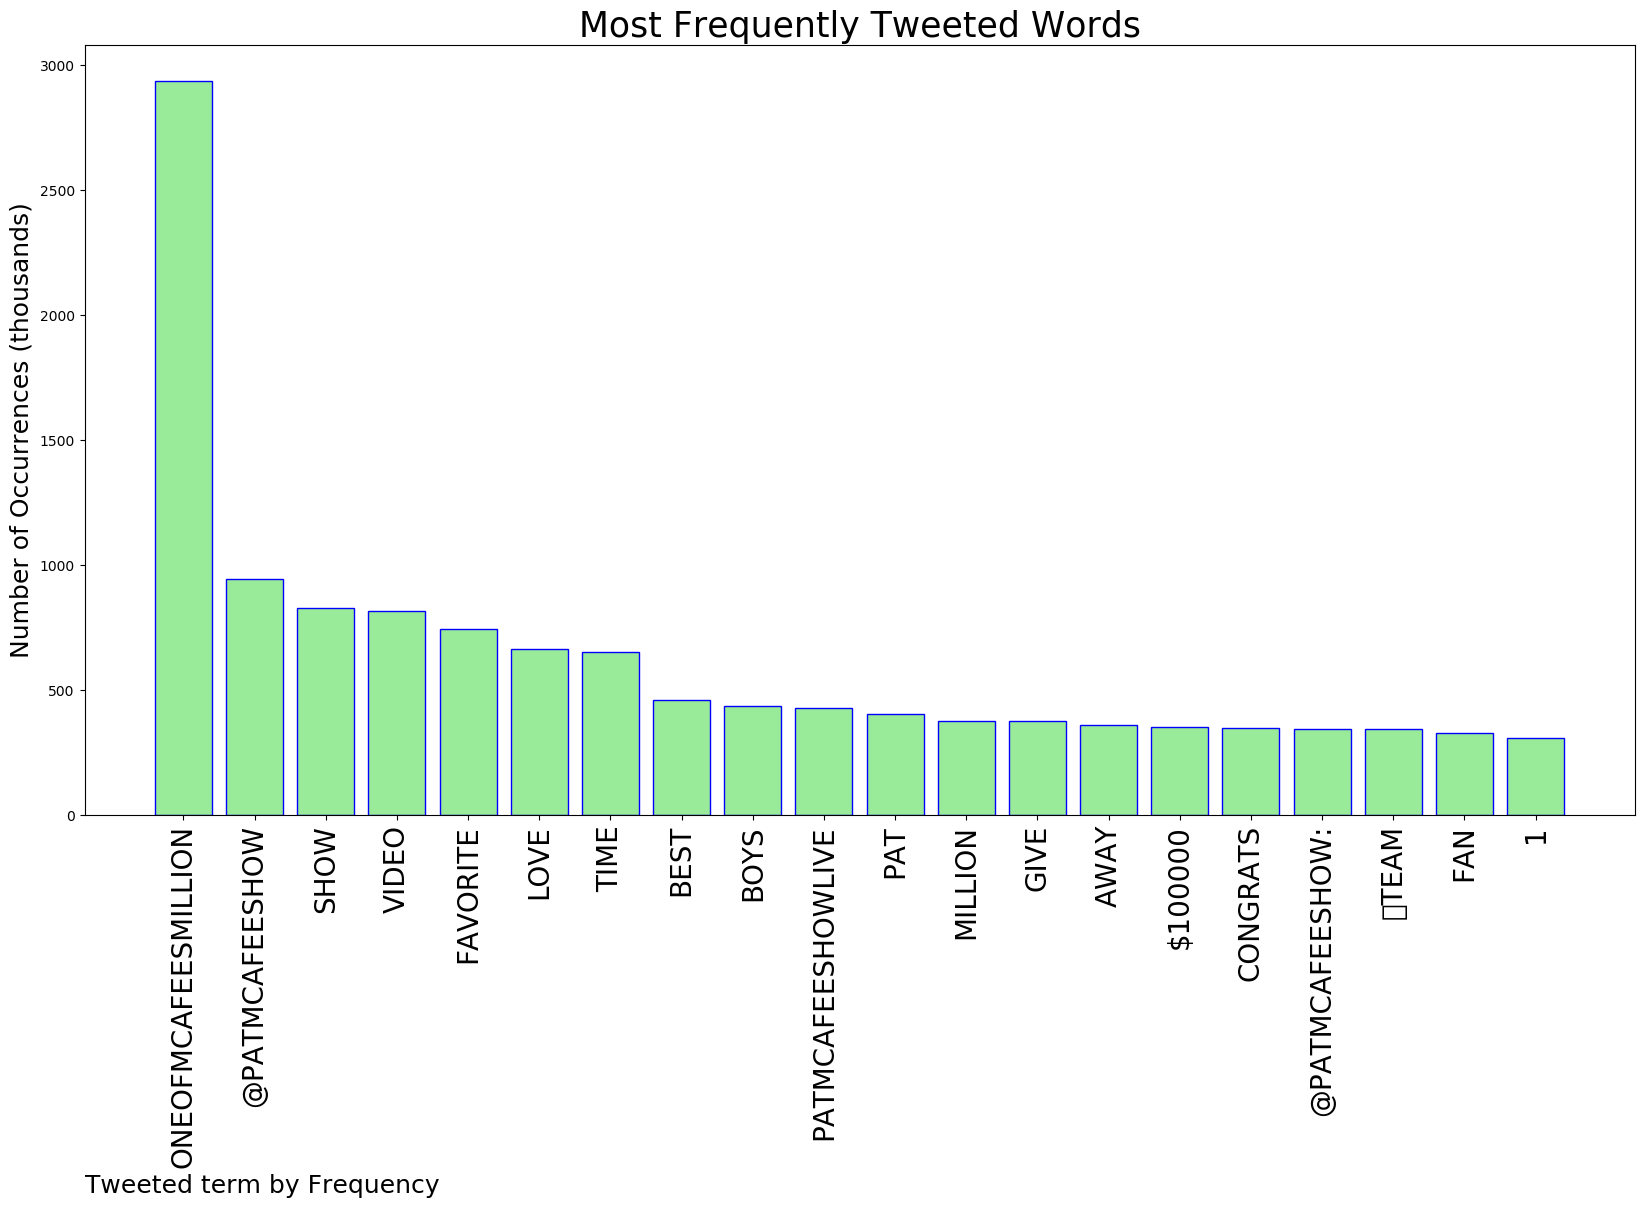 Most Frequently Tweeted Words
Number of Occurrences (thousands)
3000
2500
2000
1500
1000
500
0
ONEOFMCAFEESMILLION
@PATMCAFEESHOW
SHOW
VIDEO
FAVORITE
LOVE
TIME
BEST
BOYS
PATMCAFEESHOWLIVE
PAT
MILLION
GIVE
AWAY
$100000
CONGRATS
@PATMCAFEESHOW:
▯TEAM
FAN
1
Tweeted term by Frequency